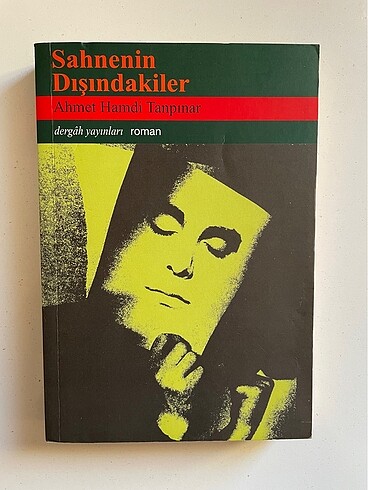 Sahnenin
Dışındakiler
Ahmet Hamdi Tanpınar
dergâh yayınları roman